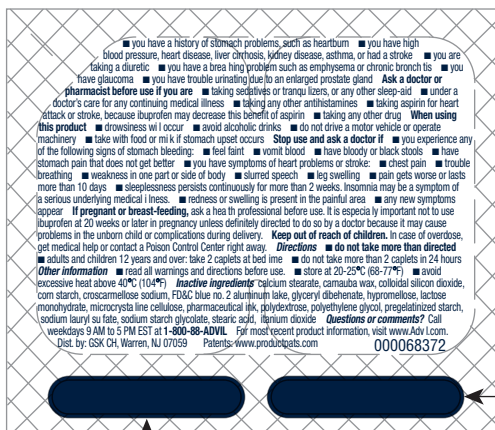 ■ you have a history of stomach problems, such as heartburn ■ you have high
blood pressure, heart disease, liver cirrhosis, kidney disease, asthma, or had a stroke ■ you are
taking a diuretic ■ you have a brea hing problem such as emphysema or chronic bronch tis ■ you
have glaucoma ■ you have trouble urinating due to an enlarged prostate gland Ask a doctor or
pharmacist before use if you are ■ taking sedatives or tranqu lizers, or any other sleep-aid ■ under a
doctor's care for any continuing medical illness ■ taking any other antihistamines ■ taking aspirin for heart
attack or stroke, because ibuprofen may decrease this benefit of aspirin ■ taking any other drug When using
this product ■ drowsiness wi l occur ■ avoid alcoholic drinks ■ do not drive a motor vehicle or operate
machinery ■ take with food or mi k if stomach upset occurs Stop use and ask a doctor if ■ you experience any
of the following signs of stomach bleeding: ■ feel faint ■ vomit blood ■ have bloody or black stools ■ have
stomach pain that does not get better ■ you have symptoms of heart problems or stroke: ■ chest pain ■ trouble
breathing ■ weakness in one part or side of body ■ slurred speech ■ leg swelling ■ pain gets worse or lasts
more than 10 days ■ sleeplessness persists continuously for more than 2 weeks. Insomnia may be a symptom of
a serious underlying medical i lness. ■ redness or swelling is present in the painful area ■ any new symptoms
appear If pregnant or breast-feeding, ask a hea th professional before use. It is especia ly important not to use
ibuprofen at 20 weeks or later in pregnancy unless definitely directed to do so by a doctor because it may cause
problems in the unborn child or complications during delivery. Keep out of reach of children. In case of overdose,
get medical help or contact a Poison Control Center right away. Directions ■ do not take more than directed
■ adults and children 12 years and over: take 2 caplets at bed ime ■ do not take more than 2 caplets in 24 hours
Other information ■ read all warnings and directions before use. ■ store at 20-25°C (68-77°F) ■ avoid
excessive heat above 40°C (104°F) Inactive ingredients calcium stearate, carnauba wax, colloidal silicon dioxide,
corn starch, croscarmellose sodium, FD&C blue no. 2 aluminum lake, glyceryl dibehenate, hypromellose, lactose
monohydrate, microcrysta line cellulose, pharmaceutical ink, polydextrose, polyethylene glycol, pregelatinized starch,
sodium lauryl su fate, sodium starch glycolate, stearic acid, itanium dioxide Questions or comments? Call
weekdays 9 AM to 5 PM EST at 1-800-88-ADVIL For most recent product information, visit www.Adv l.com.
Dist. by: GSK CH, Warren, NJ 07059 Patents: www.productpats.com 000068372